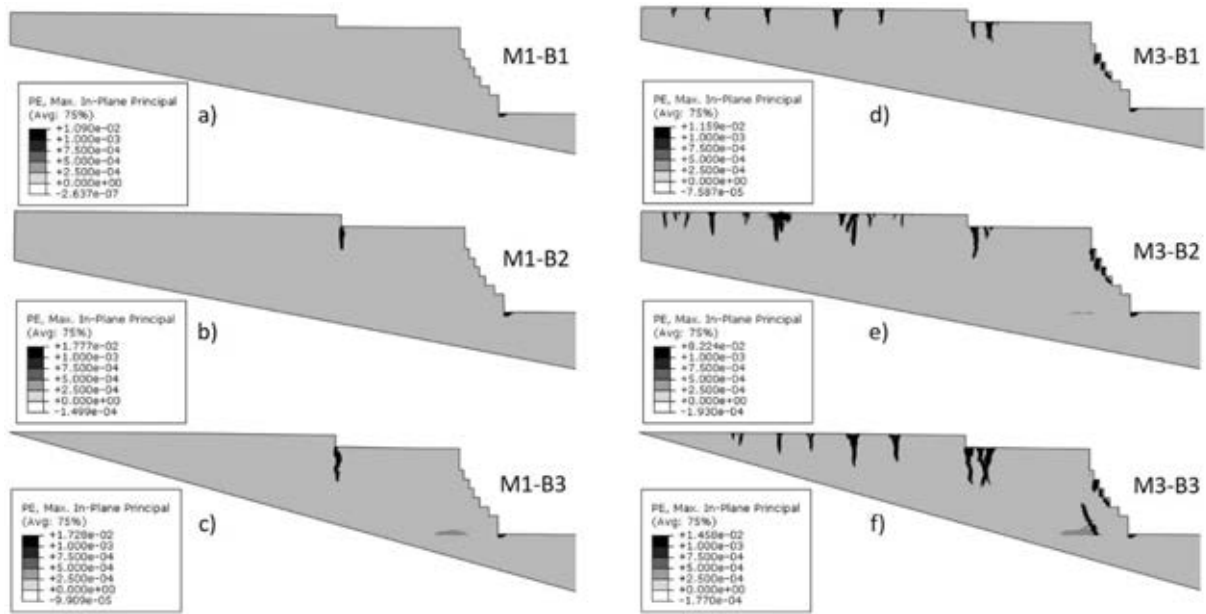 M1-B1
PE, Max. In-Plane Principal
(Avg: 75%)
+1.090e-02
+1.000e-03
+7.500e-04
+5.000e-04
+2.500e-04
+0.000e+00
-2.637e-07
a)
M1-B2
PE, Max. In-Plane Principal
(Avg: 75%)
+1.777e-02
+1.000e-03
+7.500e-04
+5.000e-04
+2.500e-04
+0.000e+00
-1.499e-04
b)
M1-B3
PE, Max. In-Plane Principal
(Avg: 75%)
+1.728e-02
+1.000e-03
+7.500e-04
+5.000e-04
+2.500e-04
+0.000e+00
-9.909e-05
c)
M3-B1
PE, Max. In-Plane Principal
(Avg: 75%)
+1.159e-02
+1.000e-03
+7.500e-04
+5.000e-04
+2.500e-04
+0.000e+00
-7.587e-05
d)
M3-B2
PE, Max. In-Plane Principal
(Avg: 75%)
+8.224e-02
+1.000e-03
+7.500e-04
+5.000e-04
+2.500e-04
+0.000e+00
-1.930e-04
e)
M3-B3
PE, Max. In-Plane Principal
(Avg: 75%)
+1.458e-02
+1.000e-03
+7.500e-04
+5.000e-04
+2.500e-04
+0.000e+00
-1.770e-04
f)